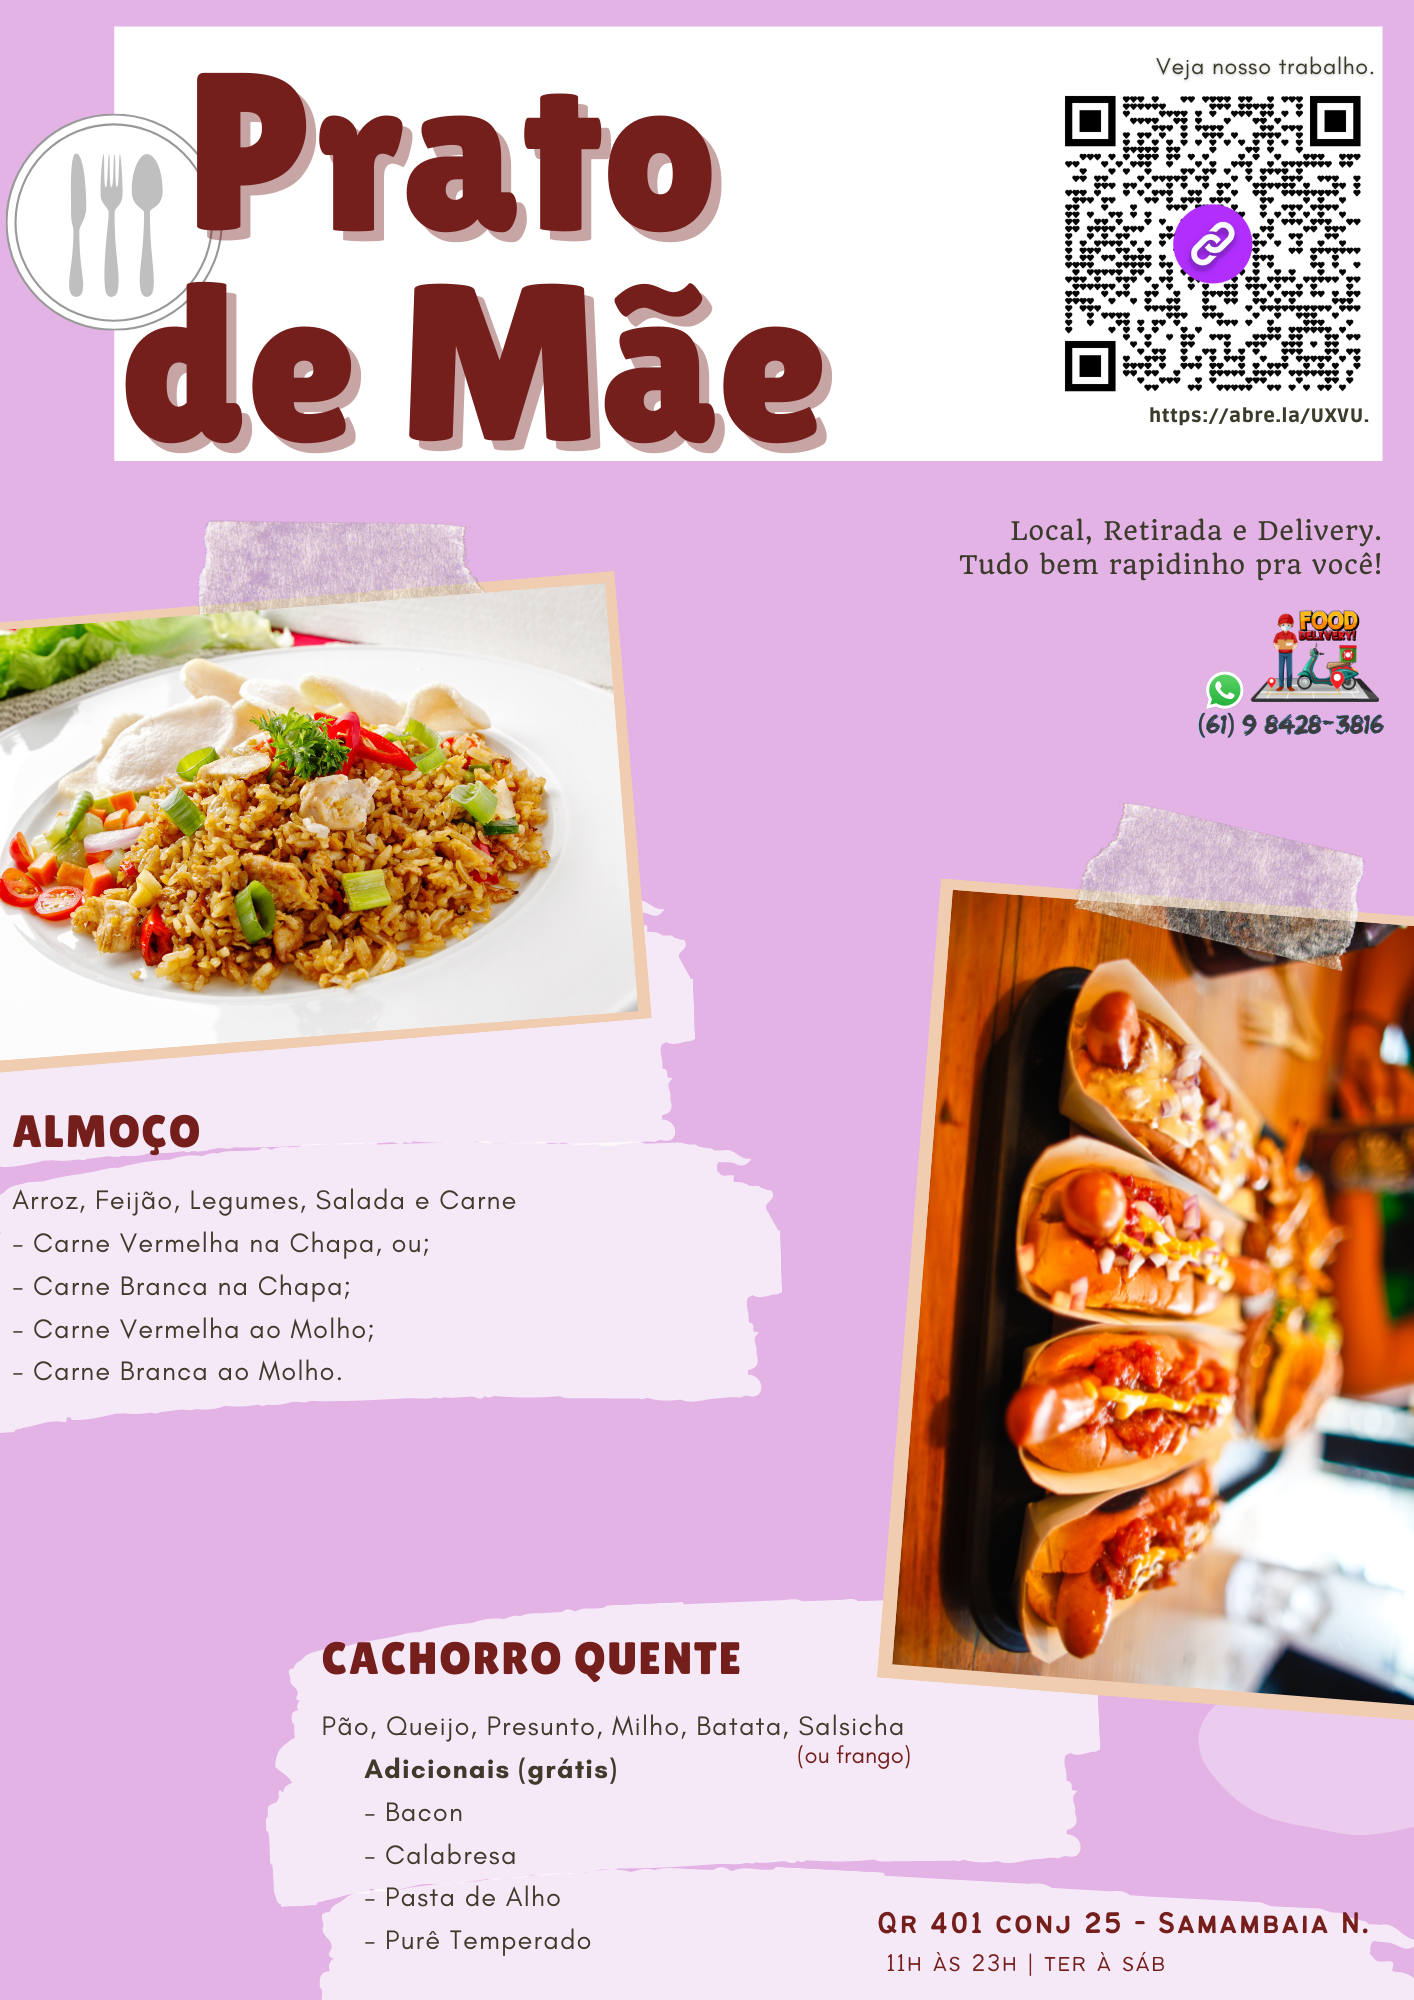 Prato
de Mãe
Veja nosso trabalho.
https://abre.la/UXVU.
Local, Retirada e Delivery.
Tudo bem rapidinho pra você!
FOOD
DELIVERY!
(61) 9 8428-3816
ALMOÇO
Arroz, Feijão, Legumes, Salada e Carne
- Carne Vermelha na Chapa, ou;
- Carne Branca na Chapa;
- Carne Vermelha ao Molho;
- Carne Branca ao Molho.
CACHORRO QUENTE
Pão, Queijo, Presunto, Milho, Batata, Salsicha
(ou frango)
Adicionais (grátis)
- Bacon
- Calabresa
- Pasta de Alho
- Purê Temperado
QR 401 CONJ 25 - SAMAMBAIA N.
11H ÀS 23H | TER À SÁB